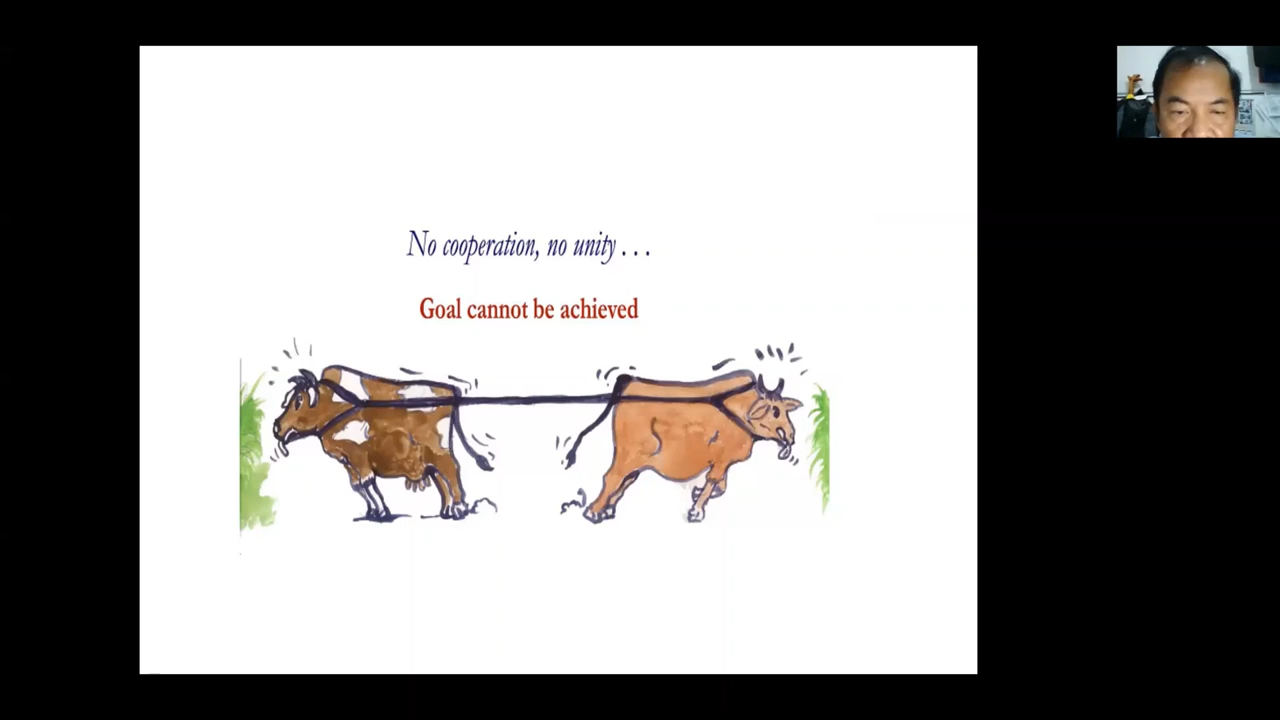 No cooperation, no unity . . .
Goal cannot be achieved